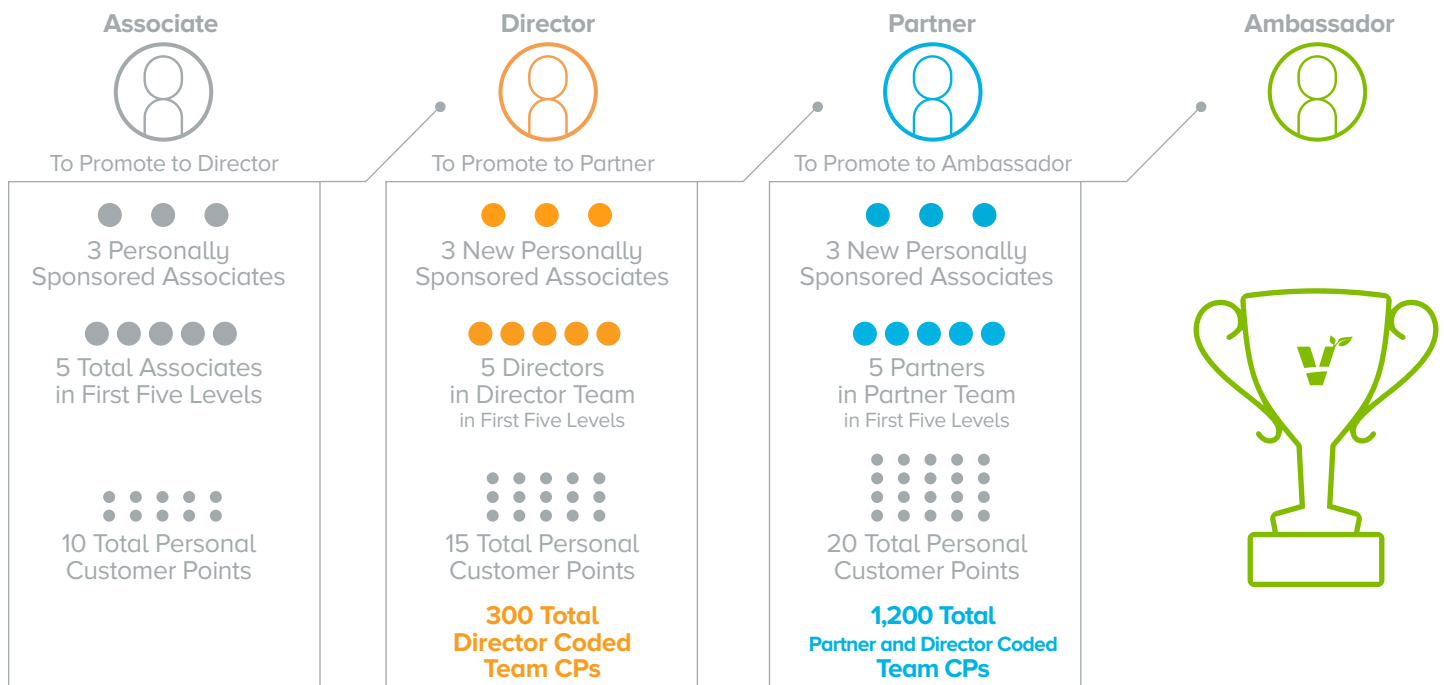 Associate
To Promote to Director
3 Personally
Sponsored Associates
5 Total Associates
in First Five Levels
10 Total Personal
Customer Points
Director
To Promote to Partner
3 New Personally
Sponsored Associates
5 Directors
in Director Team
in First Five Levels
15 Total Personal
Customer Points
300 Total
Director Coded
Team CPs
Partner
To Promote to Ambassador
3 New Personally
Sponsored Associates
5 Partners
in Partner Team
in First Five Levels
20 Total Personal
Customer Points
1,200 Total
Partner and Director Coded
Team CPs
Ambassador